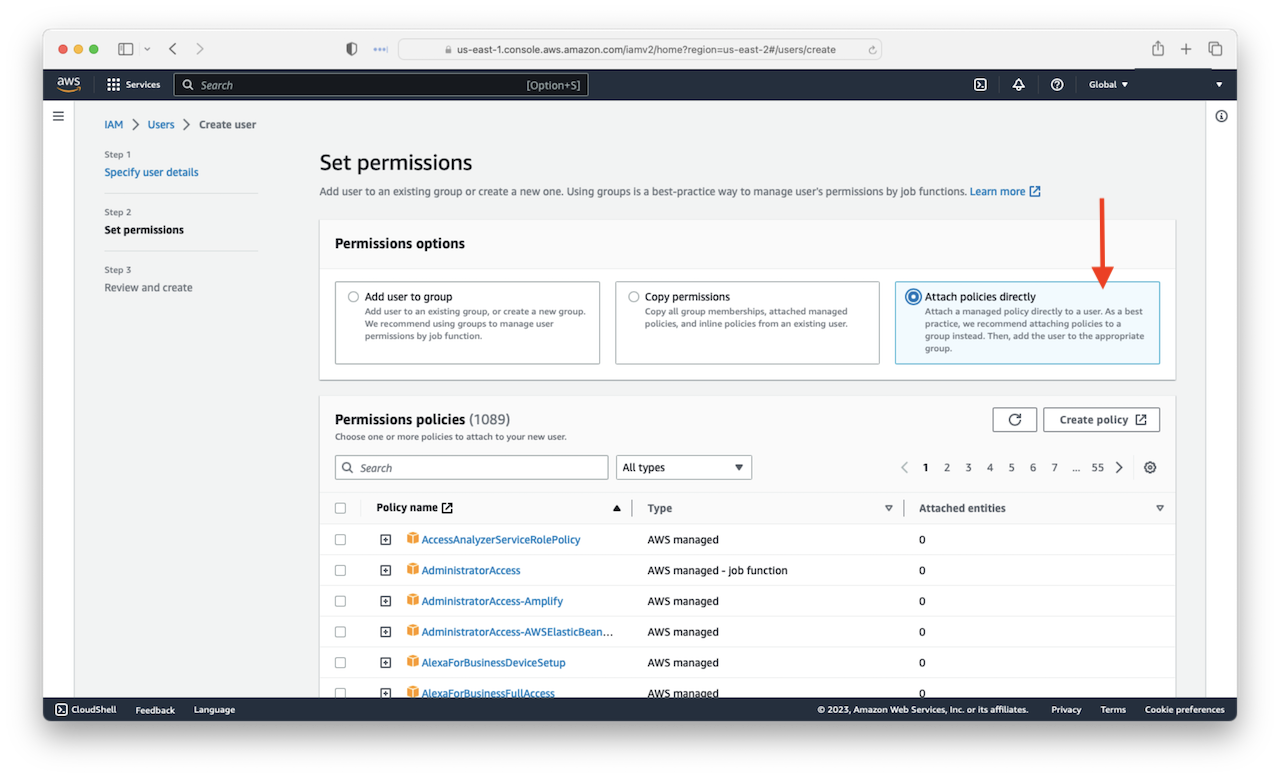 us-east-1.console.aws.amazon.com/iamv2/home?region=us-east-2#/users/create
aws
Services
Search
[Option+S]
Global
IAM
Users
Create user
Step 1
Specify user details
Step 2
Set permissions
Step 3
Review and create
Set permissions
Add user to an existing group or create a new one. Using groups is a best-practice way to manage user's permissions by job functions. Learn more
Permissions options
Add user to group
Add user to an existing group, or create a new group.
We recommend using groups to manage user
permissions by job function.
Copy permissions
Copy all group memberships, attached managed
policies, and inline policies from an existing user.
Attach policies directly
Attach a managed policy directly to a user. As a best
practice, we recommend attaching policies to a
group instead. Then, add the user to the appropriate
group.
Permissions policies (1089)
Choose one or more policies to attach to your new user.
Create policy
Search
All types
1 2 3 4 5 6 7 ... 55
Policy name Type Attached entities
AccessAnalyzerServiceRolePolicy AWS managed 0
AdministratorAccess AWS managed - job function 0
AdministratorAccess-Amplify AWS managed 0
AdministratorAccess-AWSElasticBean... AWS managed 0
AlexaForBusinessDeviceSetup AWS managed 0
AlexaForBusinessFullAccess AWS managed 0
CloudShell Feedback Language
© 2023, Amazon Web Services, Inc. or its affiliates. Privacy Terms Cookie preferences